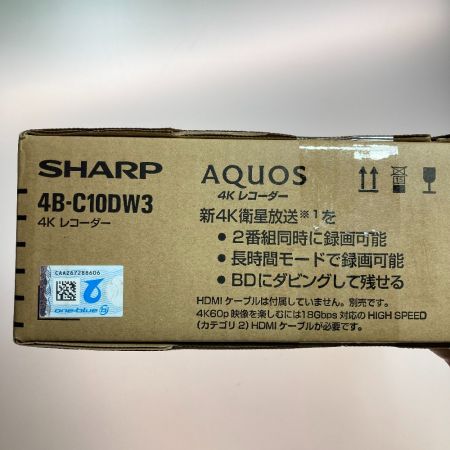 SHARP
4B-C10DW3
4K レコーダー
CAA267288606
one-blue
AQUOS
4K レコーダー
新4K衛星放送※1を
● 2番組同時に録画可能
● 長時間モードで録画可能
● BDにダビングして残せる
HDMI ケーブルは付属していません。別売です。
4K60p 映像を楽しむには18Gbps 対応の HIGH SPEED
(カテゴリ2) HDMI ケーブルが必要です。